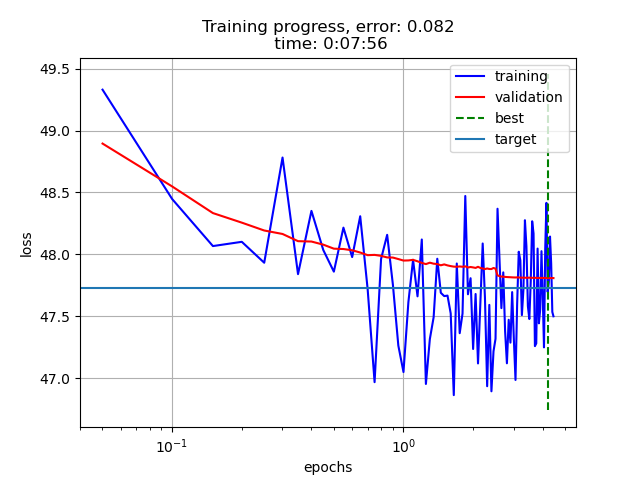 Training progress, error: 0.082
time: 0:07:56
49.5
49.0
48.5
48.0
47.5
47.0
loss
training
validation
best
target
10⁻¹
10⁰
epochs